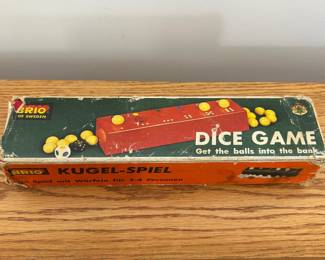 BRIO
OF SWEDEN
DICE GAME
Get the balls into the bank
BRIO
KUGEL-SPIEL
Spiel mit Würfeln für 2-4 Personen